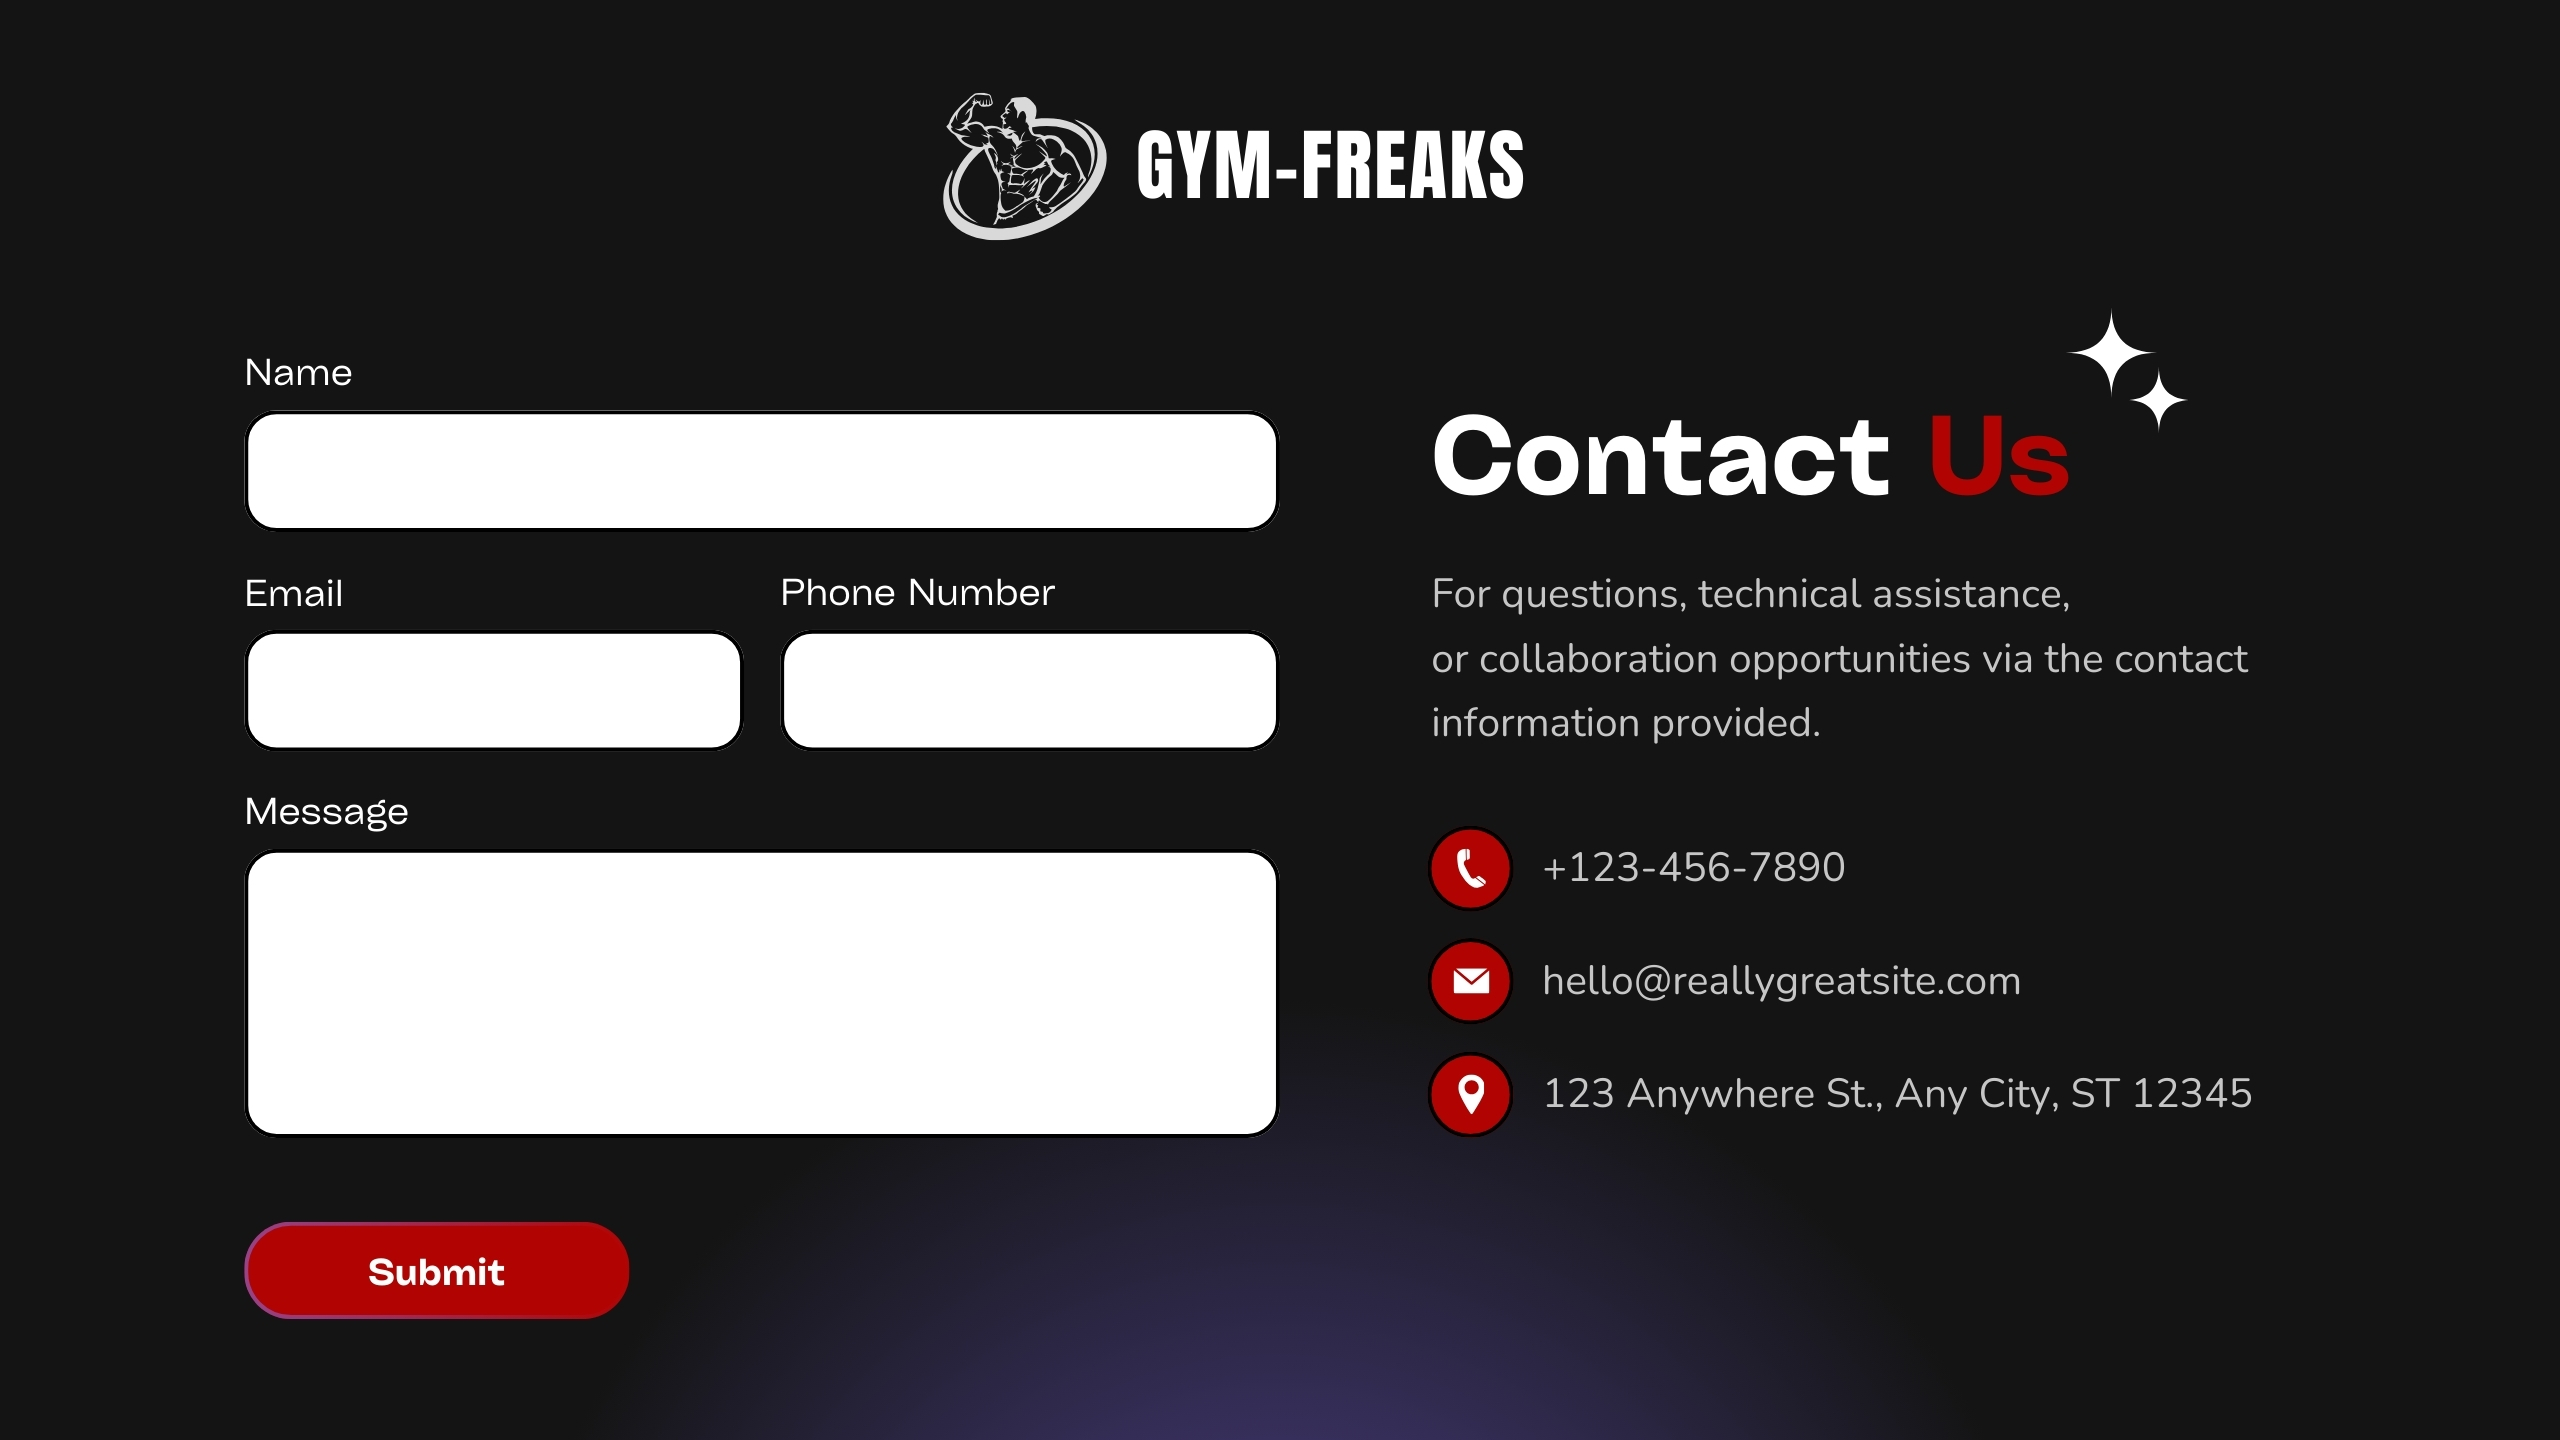 GYM-FREAKS
Name
Email
Phone Number
Message
Submit
Contact Us
For questions, technical assistance,
or collaboration opportunities via the contact
information provided.
+123-456-7890
hello@reallygreatsite.com
123 Anywhere St., Any City, ST 12345